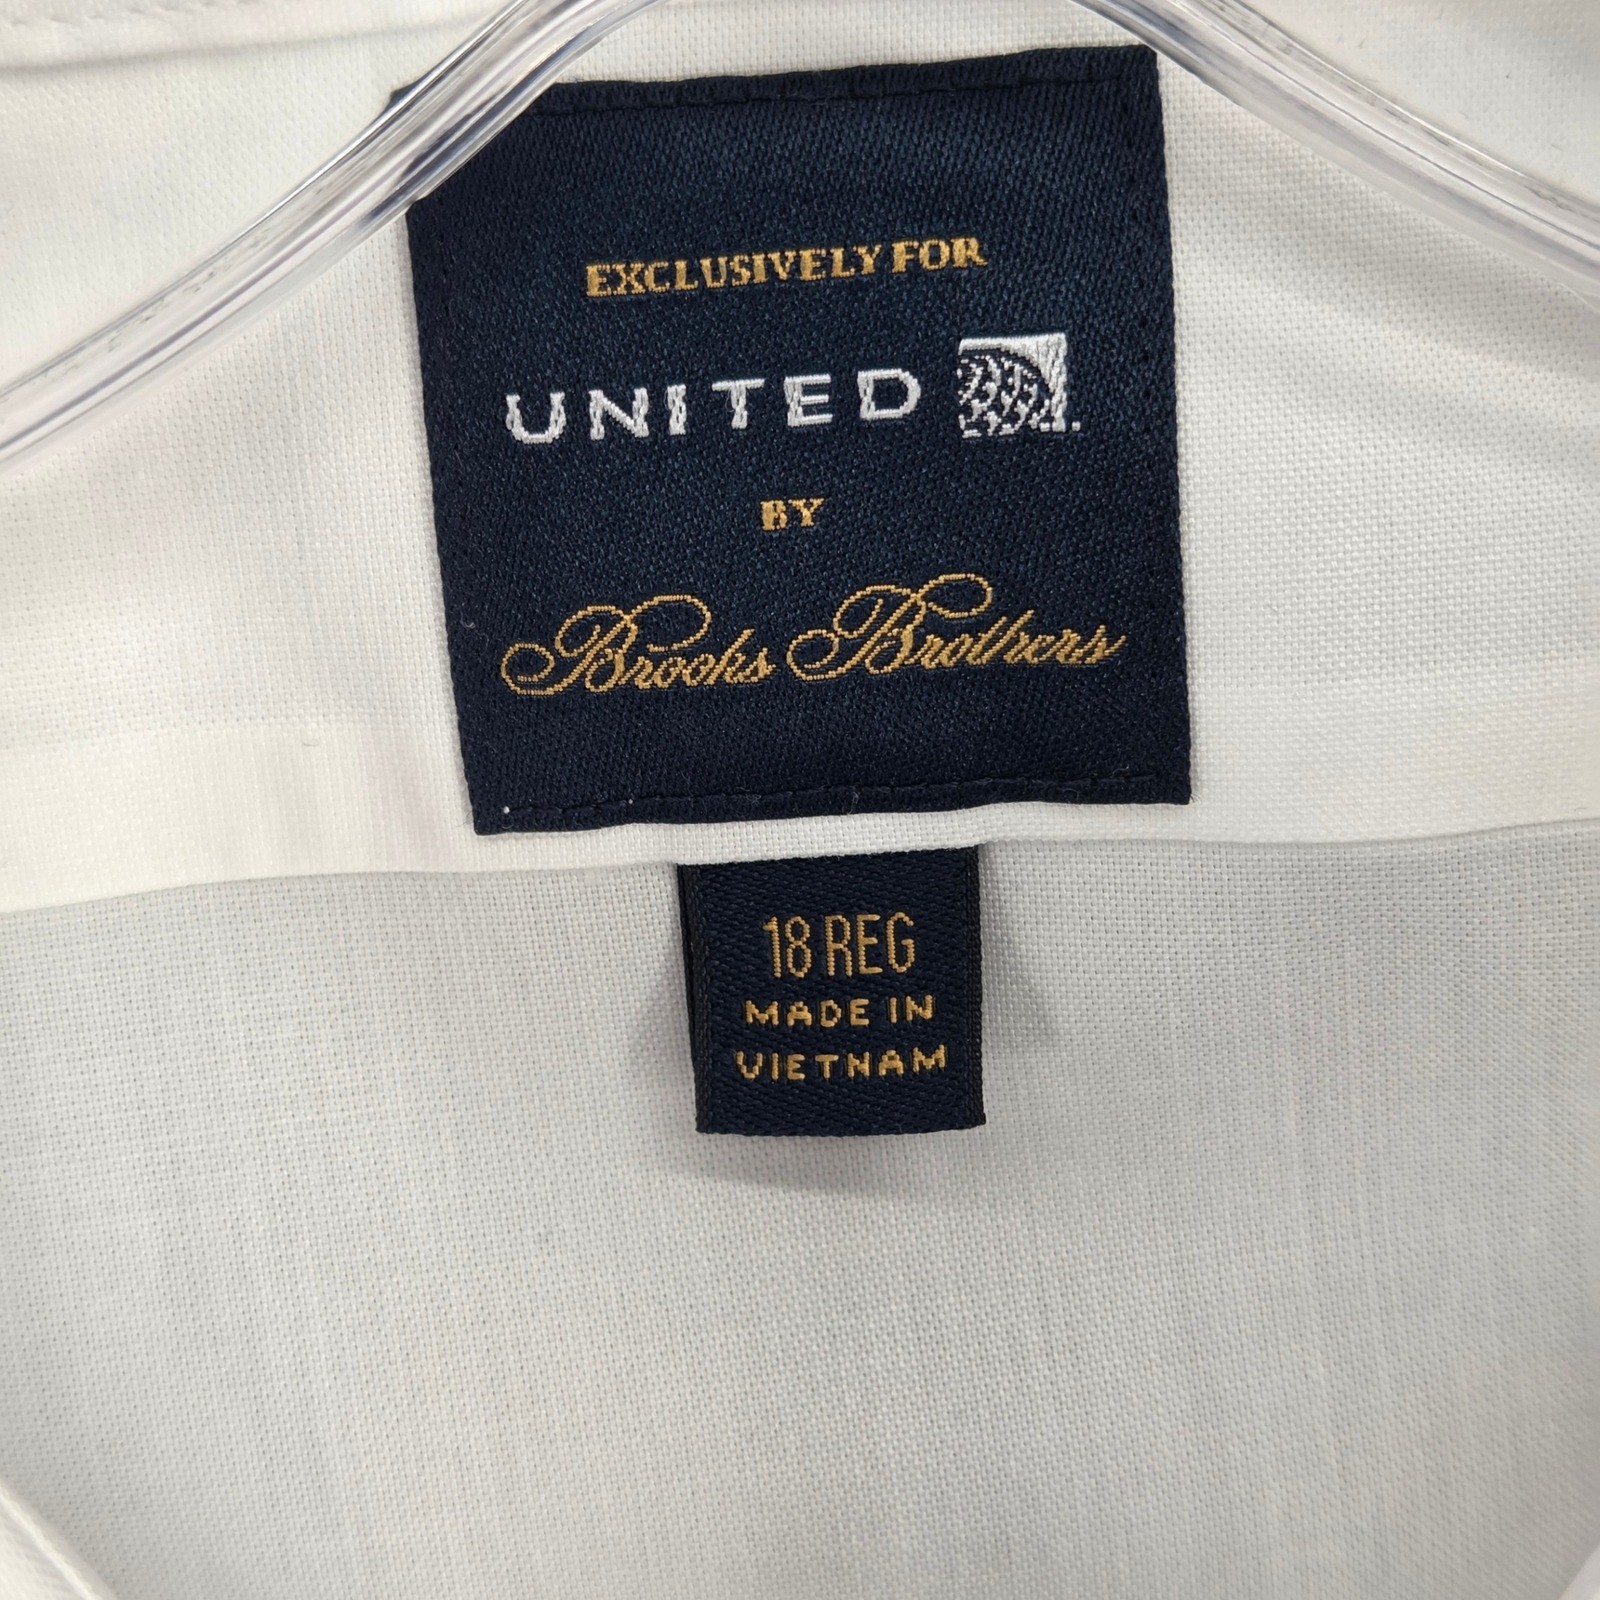 EXCLUSIVELY FOR
UNITED
BY
Brooks Brothers
18 REG
MADE IN
VIETNAM